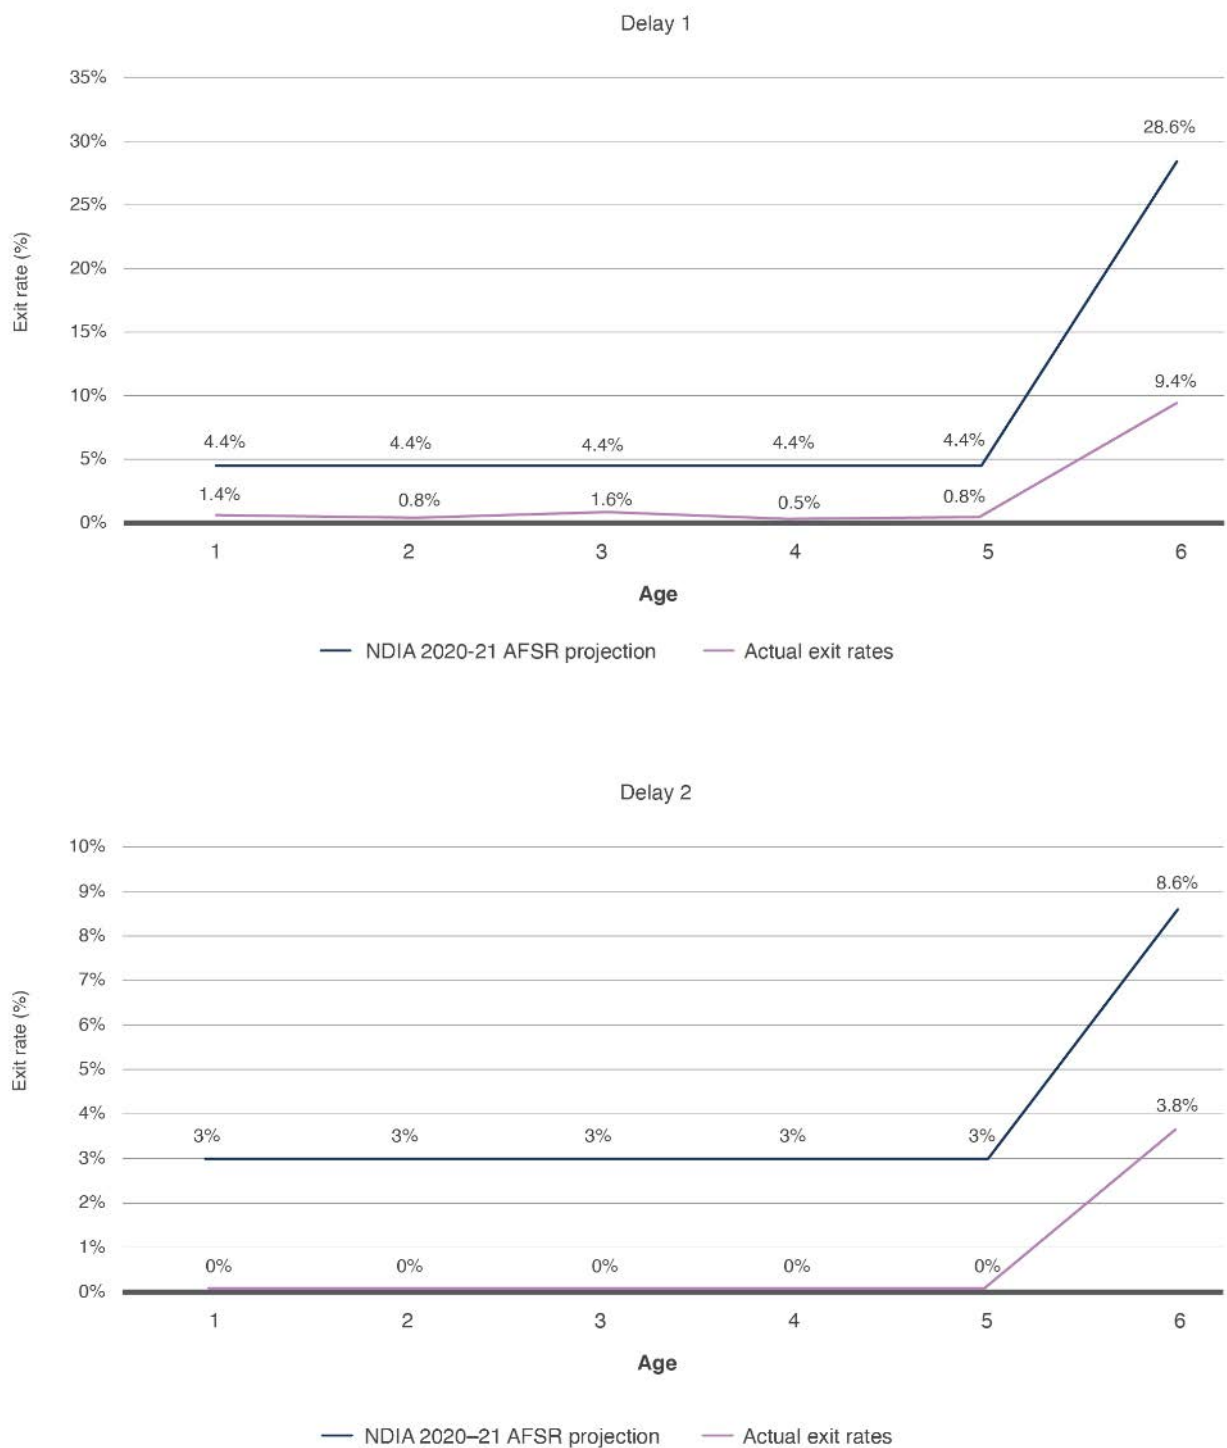 Delay 1
35%
30%
25%
20%
15%
10%
5%
0%
Exit rate (%)
28.6%
9.4%
4.4% 4.4% 4.4% 4.4% 4.4%
1.4% 0.8% 1.6% 0.5% 0.8%
1 2 3 4 5 6
Age
NDIA 2020-21 AFSR projection Actual exit rates
Delay 2
10%
9%
8%
7%
6%
5%
4%
3%
2%
1%
0%
Exit rate (%)
8.6%
3.8%
3% 3% 3% 3% 3%
0% 0% 0% 0% 0%
1 2 3 4 5 6
Age
NDIA 2020–21 AFSR projection Actual exit rates